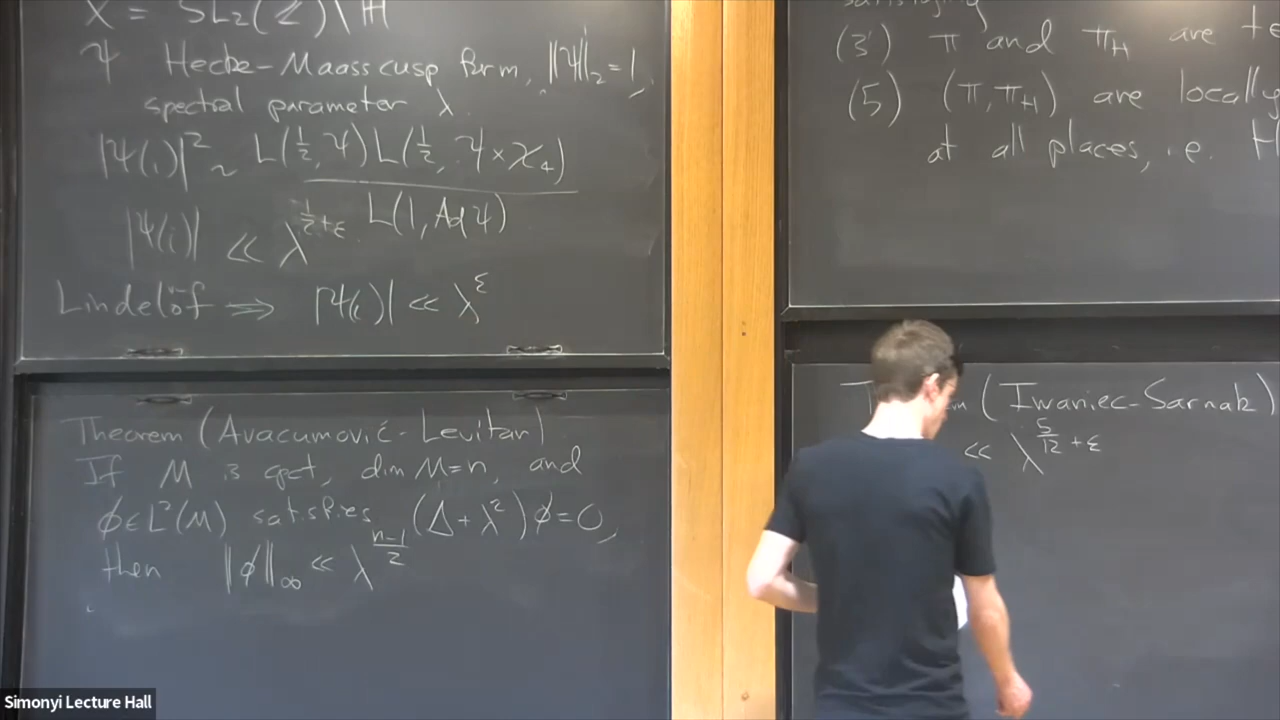 X = SL₂(ℤ)\ℍ
Ψ Hecke-Maass cusp form, ||Ψ||₂ = 1,
spectral parameter λ.
|Ψ(i)|² ~ L(½, Ψ) L(½, Ψ × χ₄) / L(1, Ad Ψ)
|Ψ(i)| ≪ λ^{½+ε}
Lindelöf ⇒ |Ψ(i)| ≪ λ^ε
Theorem (Avacumović-Levitan)
If M is cpct, dim M = n, and
ϕ ∈ L²(M) satisfies (Δ + λ²)ϕ = 0,
then ||ϕ||_∞ ≪ λ^{(n-1)/2}
(3') π and π_H are te
(5) (π, π_H) are locally
at all places, i.e. H
(Iwaniec-Sarnak)
≪ λ^{5/12 + ε}
Simonyi Lecture Hall